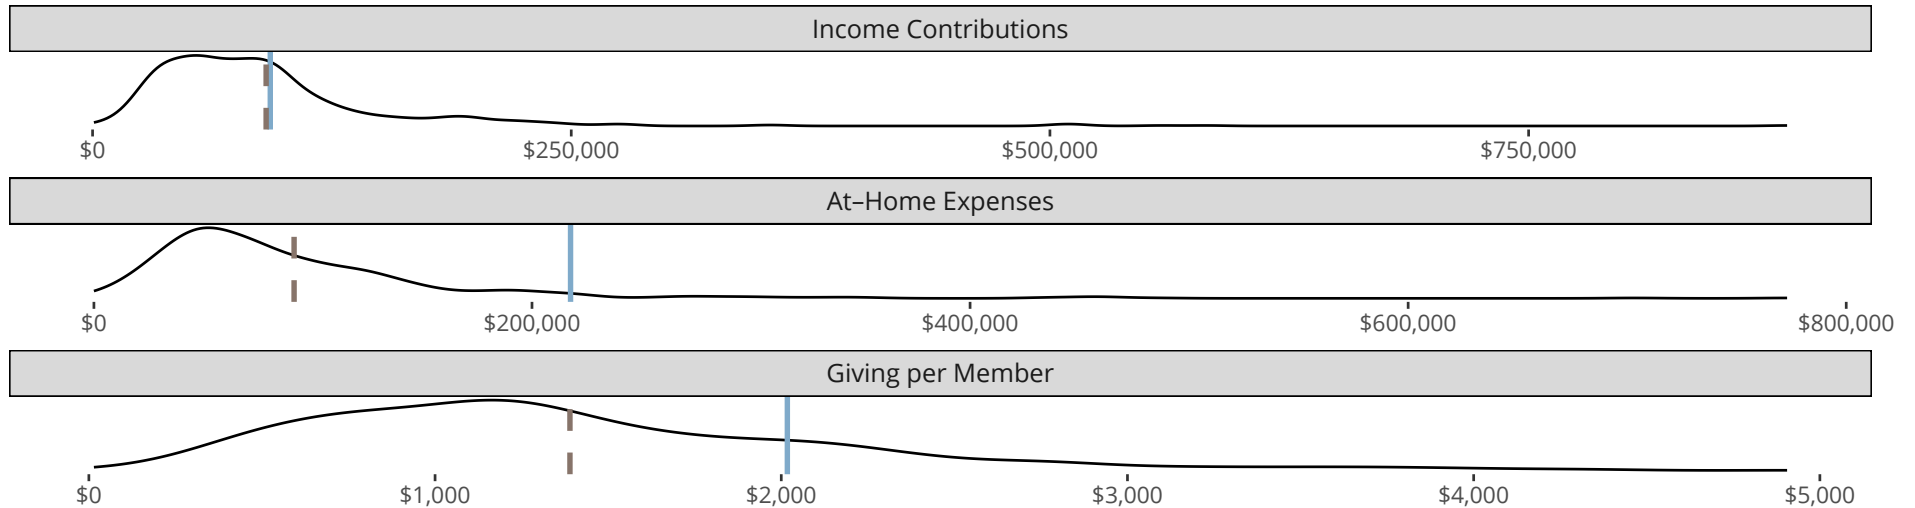 Income Contributions
$0 $250,000 $500,000 $750,000
At–Home Expenses
$0 $200,000 $400,000 $600,000 $800,000
Giving per Member
$0 $1,000 $2,000 $3,000 $4,000 $5,000